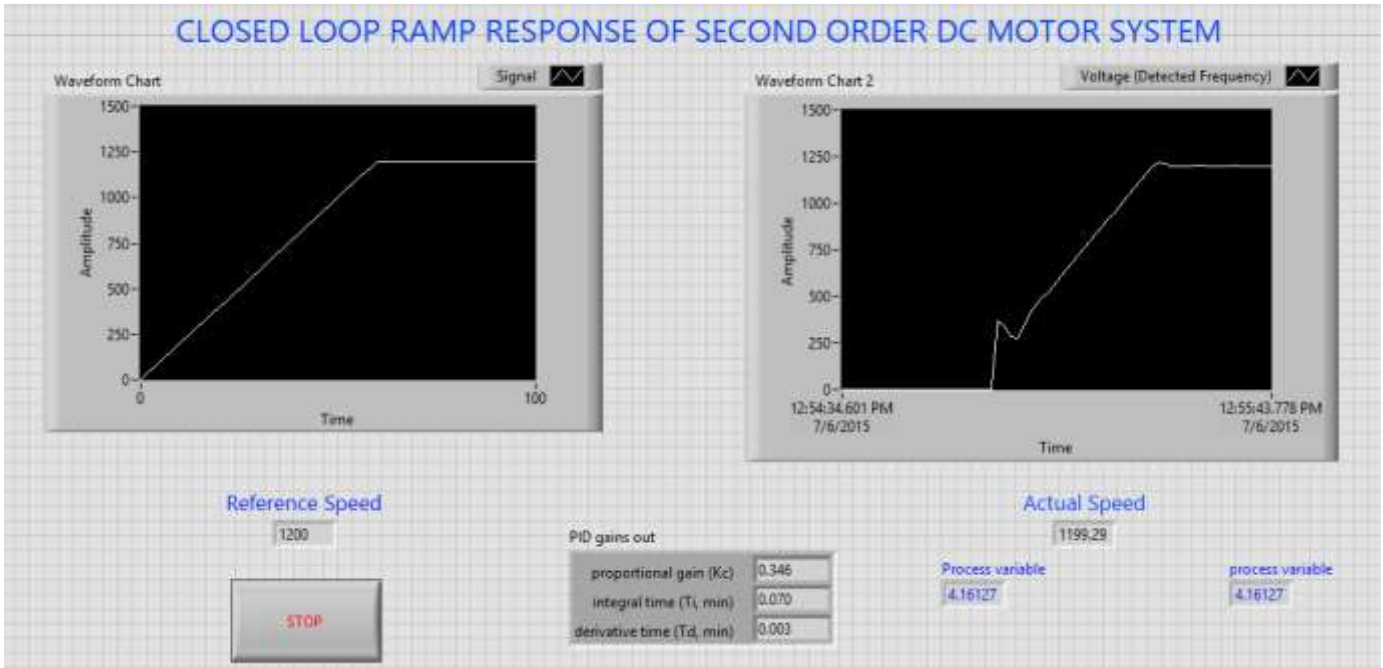 CLOSED LOOP RAMP RESPONSE OF SECOND ORDER DC MOTOR SYSTEM
Waveform Chart
Signal
1500
1250
1000
750
500
250
0
Amplitude
0
100
Time
Waveform Chart 2
Voltage (Detected Frequency)
1500
1250
1000
750
500
250
0
Amplitude
12:54:34.601 PM
7/6/2015
12:55:43.778 PM
7/6/2015
Time
Reference Speed
1200
STOP
PID gains out
proportional gain (Kc) 0.346
integral time (Ti, min) 0.070
derivative time (Td, min) 0.003
Actual Speed
1199.29
Process variable
4.16127
process variable
4.16127